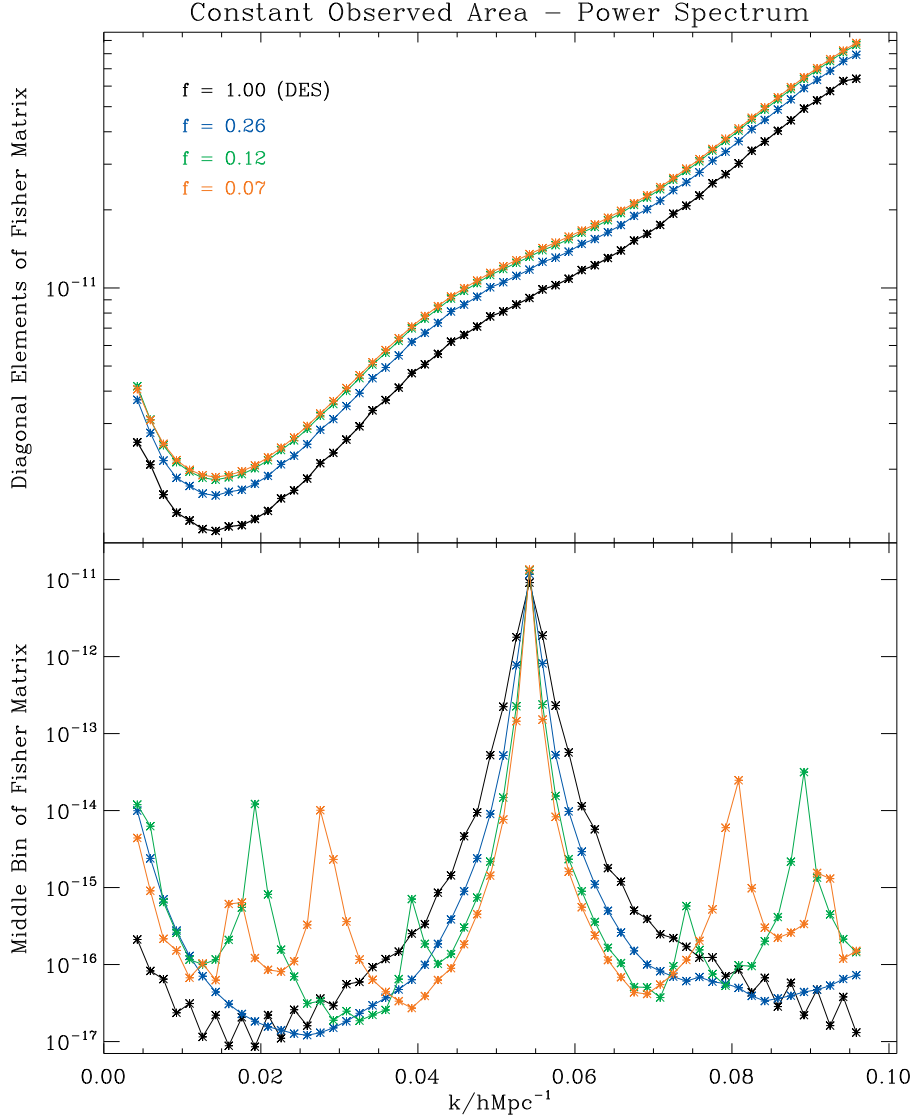 Constant Observed Area – Power Spectrum
Diagonal Elements of Fisher Matrix
f = 1.00 (DES)
f = 0.26
f = 0.12
f = 0.07
10⁻¹¹
Middle Bin of Fisher Matrix
10⁻¹¹
10⁻¹²
10⁻¹³
10⁻¹⁴
10⁻¹⁵
10⁻¹⁶
10⁻¹⁷
0.00 0.02 0.04 0.06 0.08 0.10
k/hMpc⁻¹